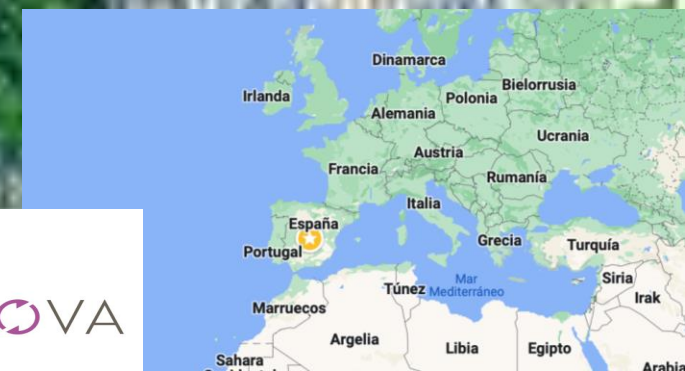 Dinamarca
Irlanda
Bielorrusia
Polonia
Alemania
Ucrania
Austria
Francia
Rumanía
Italia
España
Portugal
Grecia
Turquía
Túnez
Mar
Mediterráneo
Siria
Irak
Marruecos
Argelia
Libia
Egipto
Sahara
Arabia
OVA